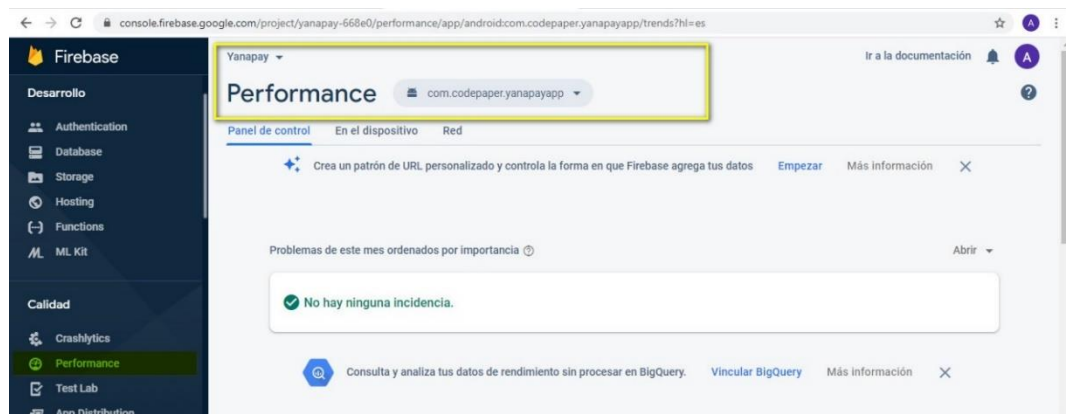 console.firebase.google.com/project/yanapay-668e0/performance/app/android:com.codepaper.yanapayapp/trends?hl=es
A
Firebase
Desarrollo
Authentication
Database
Storage
Hosting
Functions
ML Kit
Calidad
Crashlytics
Performance
Test Lab
App Distribution
Yanapay
Ir a la documentación
A
Performance
com.codepaper.yanapayapp
Panel de control En el dispositivo Red
Crea un patrón de URL personalizado y controla la forma en que Firebase agrega tus datos Empezar Más información
Problemas de este mes ordenados por importancia
Abrir
No hay ninguna incidencia.
Consulta y analiza tus datos de rendimiento sin procesar en BigQuery. Vincular BigQuery Más información